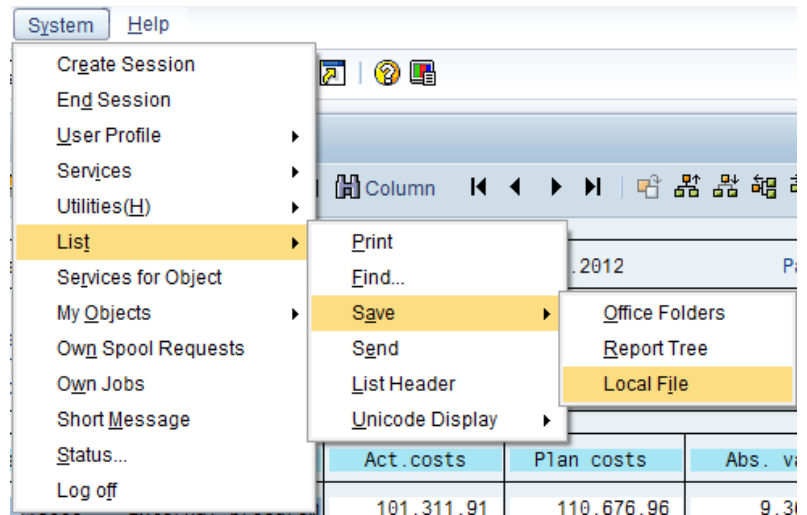 System Help
Create Session
End Session
User Profile
Services
Column
Utilities(H)
List
Print
.2012
Services for Object
Find...
My Objects
Save
Office Folders
Own Spool Requests
Send
Report Tree
Own Jobs
List Header
Local File
Short Message
Unicode Display
Status...
Act.costs Plan costs Abs.
Log off
101.311.91 110.676.96